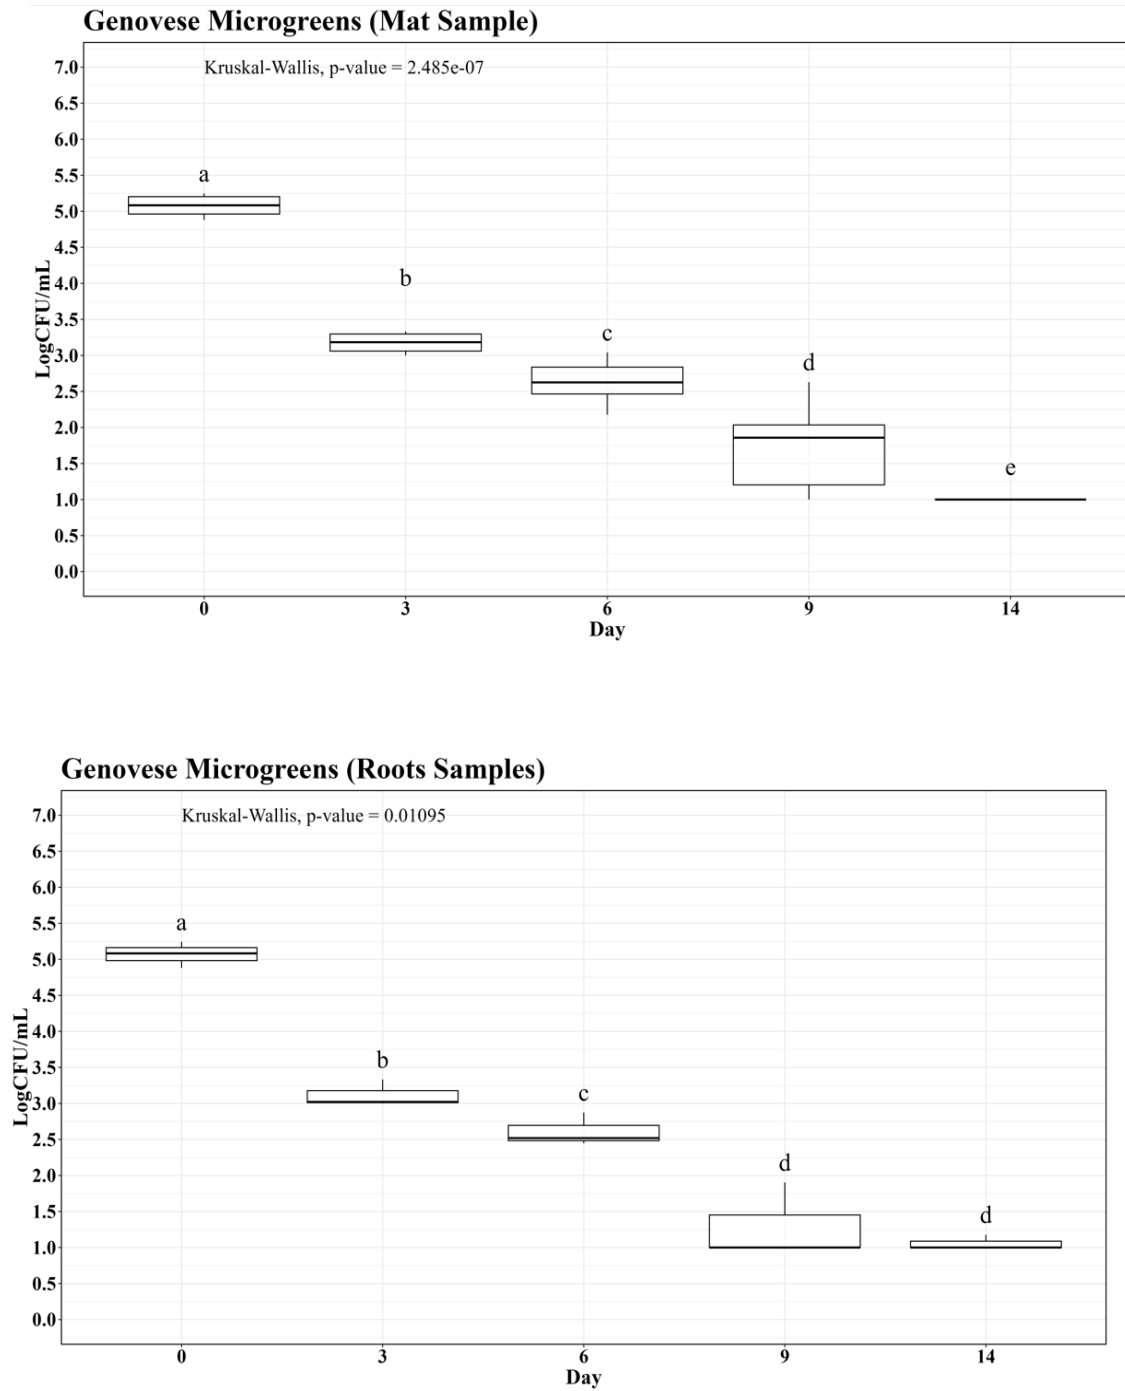 Genovese Microgreens (Mat Sample)
Kruskal-Wallis, p-value = 2.485e-07
7.0
6.5
6.0
5.5
5.0
4.5
4.0
3.5
3.0
2.5
2.0
1.5
1.0
0.5
0.0
LogCFU/mL
a
b
c
d
e
0 3 6 9 14
Day
Genovese Microgreens (Roots Samples)
Kruskal-Wallis, p-value = 0.01095
7.0
6.5
6.0
5.5
5.0
4.5
4.0
3.5
3.0
2.5
2.0
1.5
1.0
0.5
0.0
LogCFU/mL
a
b
c
d
d
0 3 6 9 14
Day